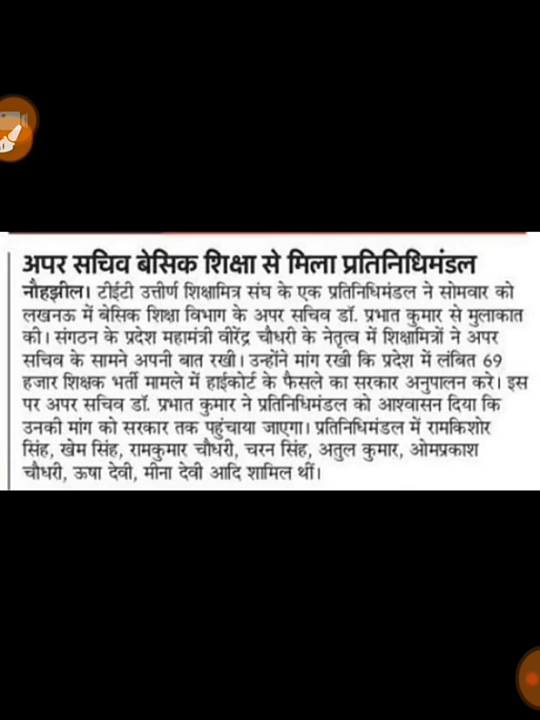 अपर सचिव बेसिक शिक्षा से मिला प्रतिनिधिमंडल
नौहझील। टीईटी उत्तीर्ण शिक्षामित्र संघ के एक प्रतिनिधिमंडल ने सोमवार को
लखनऊ में बेसिक शिक्षा विभाग के अपर सचिव डॉ. प्रभात कुमार से मुलाकात
की। संगठन के प्रदेश महामंत्री वीरेंद्र चौधरी के नेतृत्व में शिक्षामित्रों ने अपर
सचिव के सामने अपनी बात रखी। उन्होंने मांग रखी कि प्रदेश में लंबित 69
हजार शिक्षक भर्ती मामले में हाईकोर्ट के फैसले का सरकार अनुपालन करे। इस
पर अपर सचिव डॉ. प्रभात कुमार ने प्रतिनिधिमंडल को आश्वासन दिया कि
उनकी मांग को सरकार तक पहुंचाया जाएगा। प्रतिनिधिमंडल में रामकिशोर
सिंह, खेम सिंह, रामकुमार चौधरी, चरन सिंह, अतुल कुमार, ओमप्रकाश
चौधरी, ऊषा देवी, मीना देवी आदि शामिल थीं।